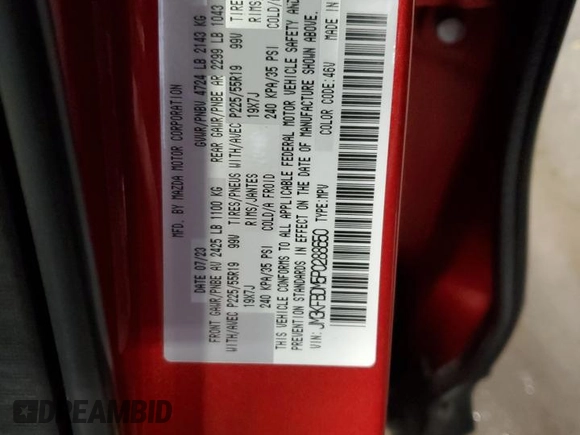 MFD. BY MAZDA MOTOR CORPORATION
DATE: 07/23 GVWR/PNBV 4724 LB 2143 KG
FRONT GAWR/PNBE AV 2425 LB 1100 KG REAR GAWR/PNBE AR 2299 LB 1043
WITH/AVEC P225/55R19 99V TIRES/PNEUS WITH/AVEC P225/55R19 99V TIRE
19X7J RIMS/JANTES 19X7J RIMS
240 KPA/35 PSI COLD/A FROID 240 KPA/35 PSI COLD/
THIS VEHICLE CONFORMS TO ALL APPLICABLE FEDERAL MOTOR VEHICLE SAFETY AND
PREVENTION STANDARDS IN EFFECT ON THE DATE OF MANUFACTURE SHOWN ABOVE.
JM3KFBDM5P0288550 TYPE: MPV COLOR CODE: 46V MADE IN
DREAMBID